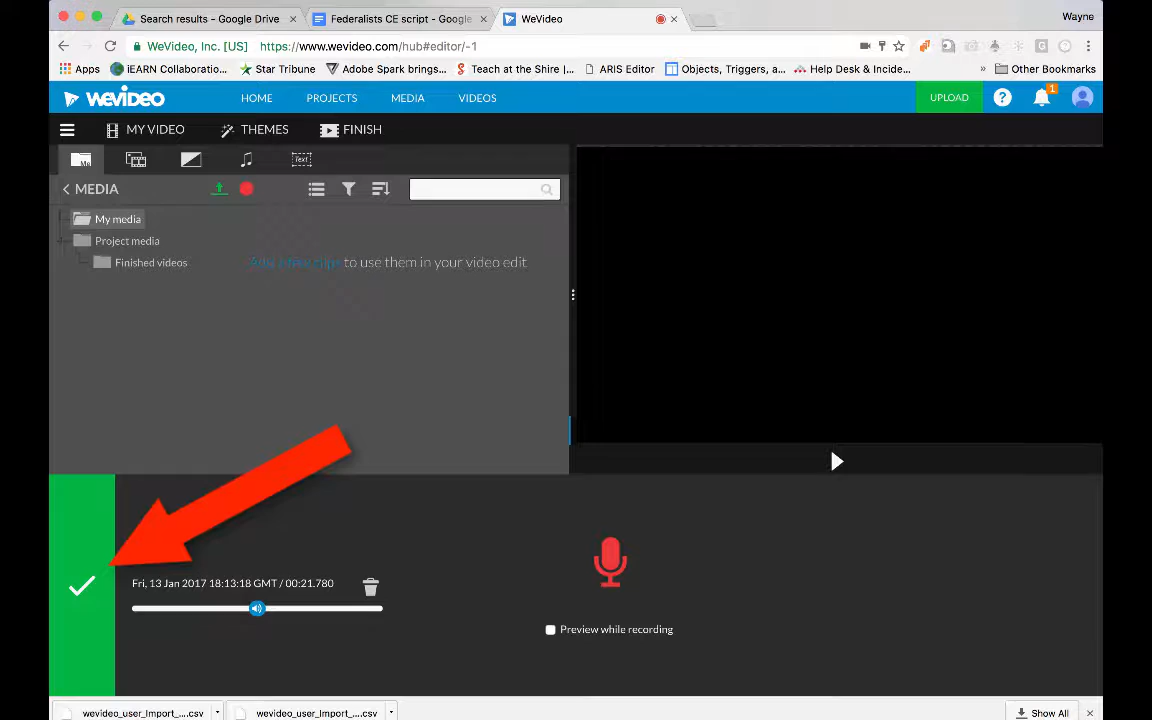 Search results - Google Drive
Federalists CE script - Google
WeVideo
Wayne
WeVideo, Inc. [US]
https://www.wevideo.com/hub#editor/-1
Apps
iEARN Collaboratio...
Star Tribune
Adobe Spark brings...
Teach at the Shire |...
ARIS Editor
Objects, Triggers, a...
Help Desk & Incide...
Other Bookmarks
WEVIDEO
HOME
PROJECTS
MEDIA
VIDEOS
UPLOAD
1
MY VIDEO
THEMES
FINISH
Me
Text
MEDIA
My media
Project media
Finished videos
to use them in your video edit
Fri, 13 Jan 2017 18:13:18 GMT / 00:21.780
Preview while recording
wevideo_user_Import_....csv
wevideo_user_Import_....csv
Show All